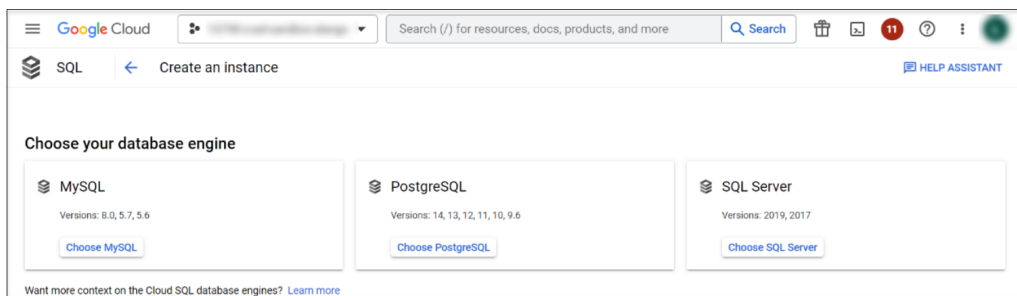 Google Cloud
Search (/) for resources, docs, products, and more
Search
11
SQL
Create an instance
HELP ASSISTANT
Choose your database engine
MySQL
PostgreSQL
SQL Server
Versions: 8.0, 5.7, 5.6
Versions: 14, 13, 12, 11, 10, 9.6
Versions: 2019, 2017
Choose MySQL
Choose PostgreSQL
Choose SQL Server
Want more context on the Cloud SQL database engines? Learn more